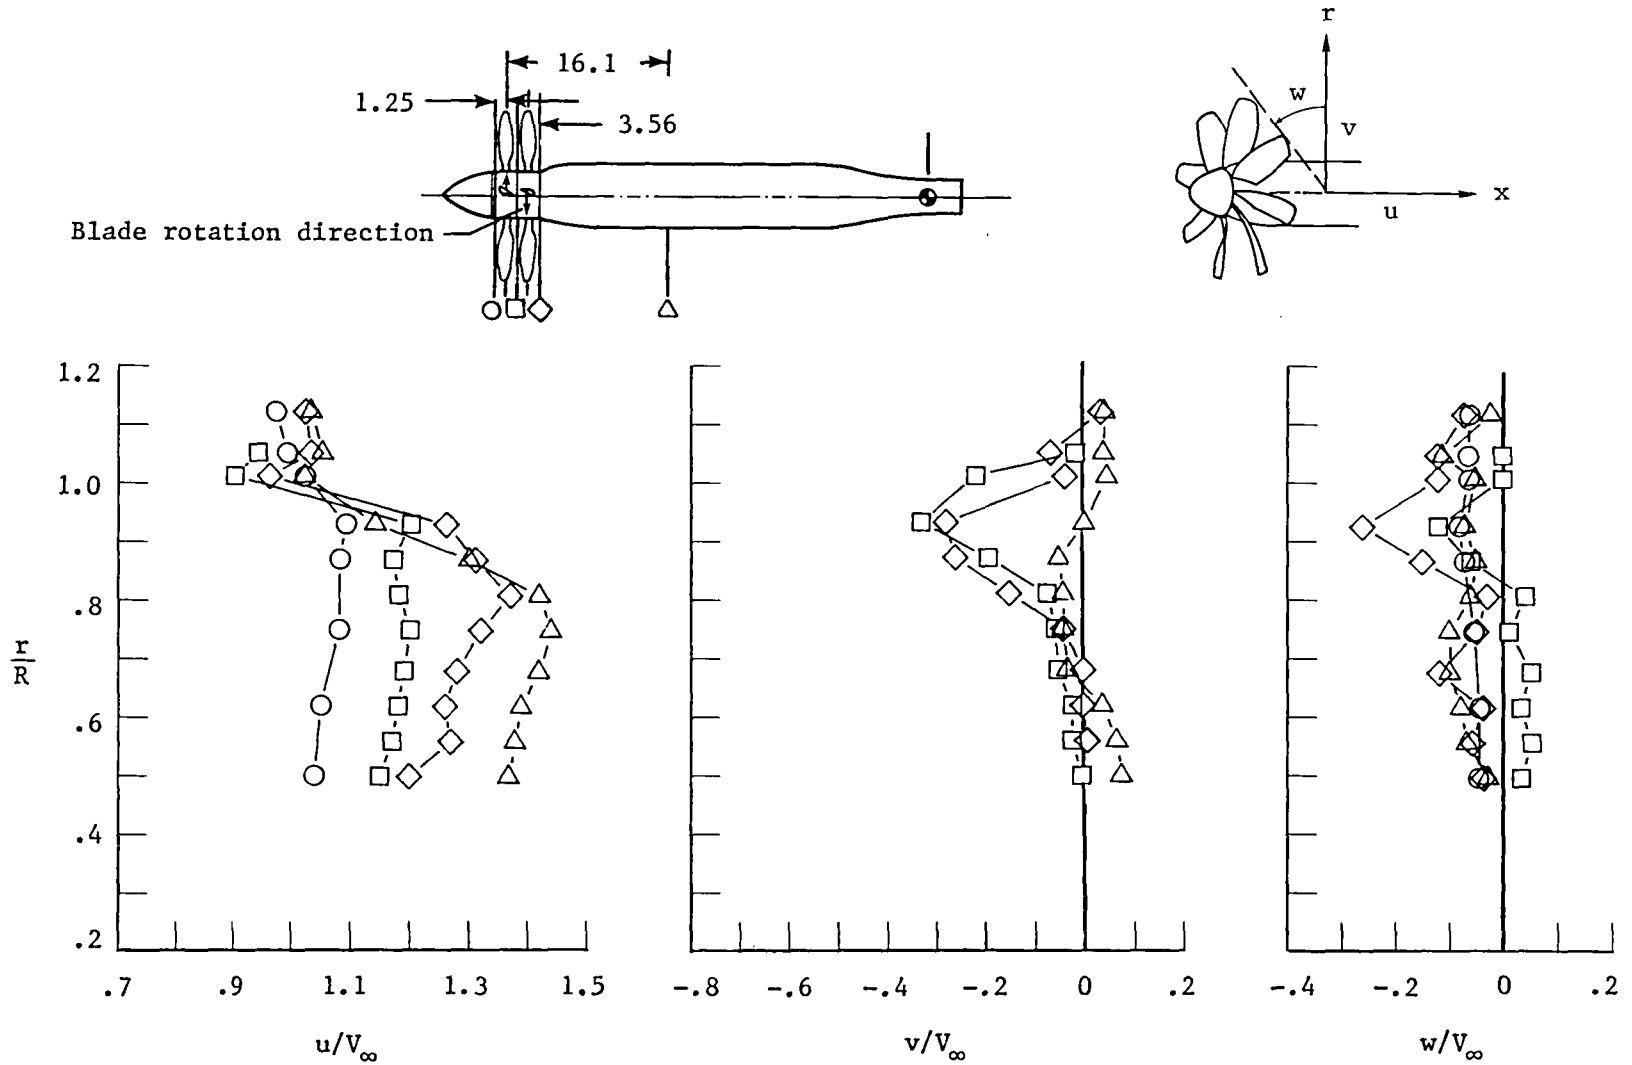 r
16.1
1.25
w
3.56
v
x
u
Blade rotation direction
1.2
1.0
.8
r
R
.6
.4
.2
.7 .9 1.1 1.3 1.5 -.8 -.6 -.4 -.2 0 .2 -.4 -.2 0 .2
u/V∞ v/V∞ w/V∞